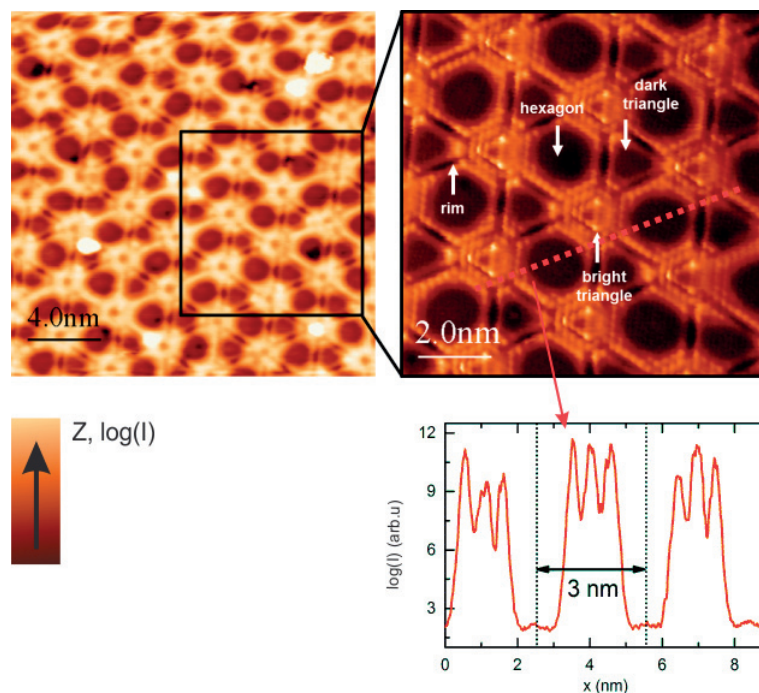 4.0nm
hexagon
dark
triangle
rim
bright
triangle
2.0nm
Z, log(I)
12
9
6
3
log(I) (arb.u)
3 nm
0
2
4
6
8
x (nm)